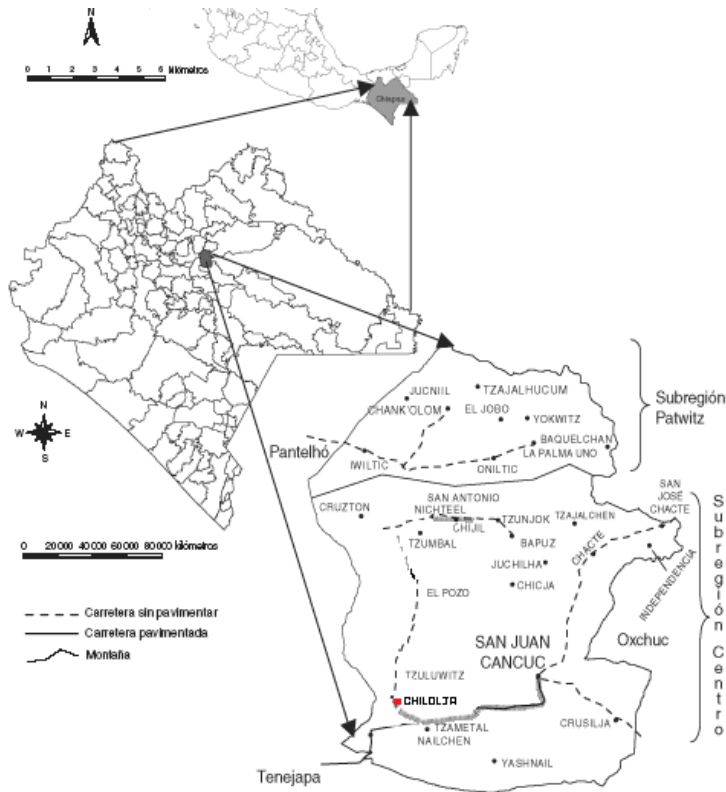 N
0 1 2 3 4 5 6 kilómetros
Chiapas
N
W E
S
0 20 000 40 000 60 000 80 000 kilómetros
Carretera sin pavimentar
Carretera pavimentada
Montaña
JUCNIIL
TZAJALHUCUM
CHANK'OLOM
EL JOBO
YOKWITZ
Subregión
Patwitz
Pantelhó
BAQUELCHAN
LA PALMA UNO
IWILTIC
ONILTIC
SAN
JOSÉ
CHACTE
CRUZTON
SAN ANTONIO
NICHTEEL
CHIJIL
TZUNJOK
TZAJALCHEN
TZUMBAL
BAPUZ
CHACTE
JUCHILHA
INDEPENDENCIA
EL POZO
CHICJA
Oxchuc
Subregión Centro
SAN JUAN
CANCUC
TZULUWITZ
CHILOLJA
CRUSILJA
TZAMETAL
NAILCHEN
YASHNAIL
Tenejapa